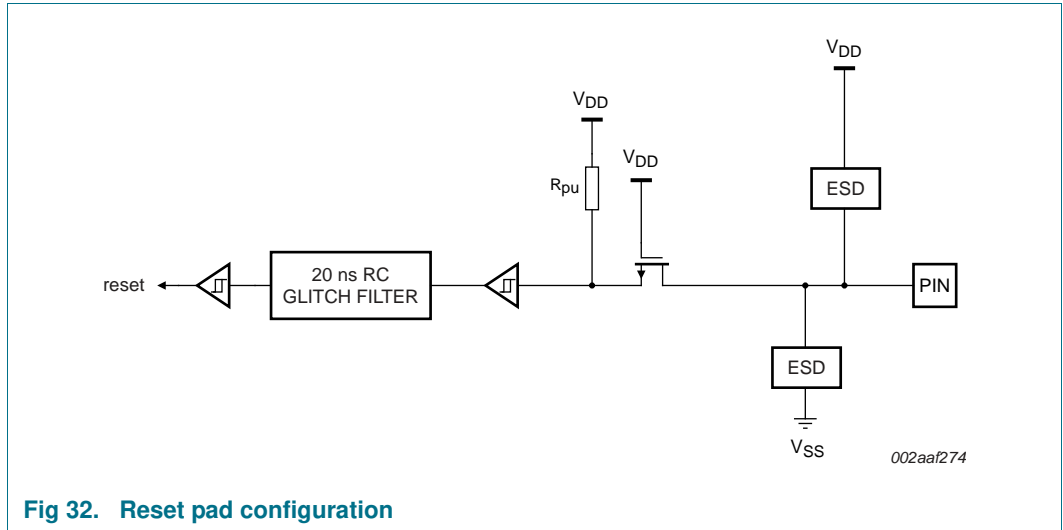 VDD
VDD
VDD
Rpu
ESD
reset
20 ns RC
GLITCH FILTER
PIN
ESD
VSS
002aaf274
Fig 32. Reset pad configuration